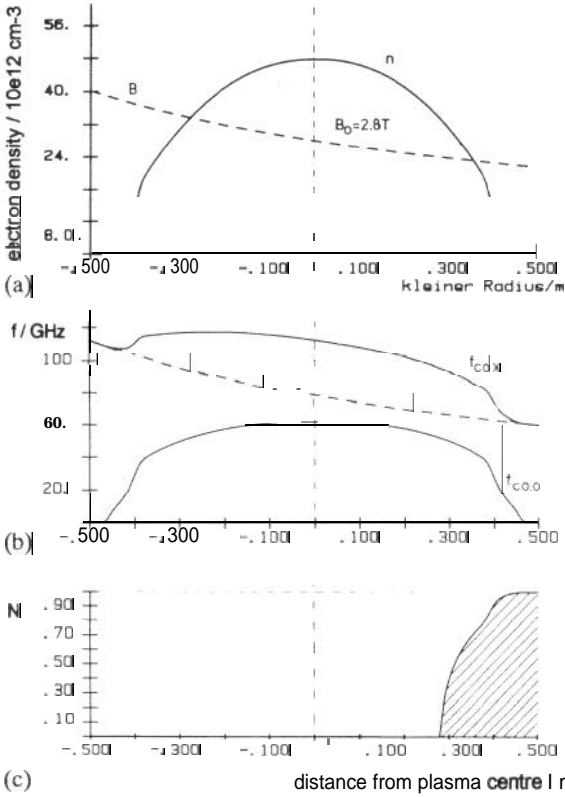 electron density / 10e12 cm-3
56.
40.
24.
8.0.
B
n
B₀=2.8T
-.500 -.300 -.100 .100 .300 .500
kleiner Radius/m
(a)
f / GHz
100
60.
20.
f_co,x
f_co,o
-.500 -.300 -.100 .100 .300 .500
(b)
N
.90
.70
.50
.30
.10
-.500 -.300 -.100 .100 .300 .500
(c)
distance from plasma centre